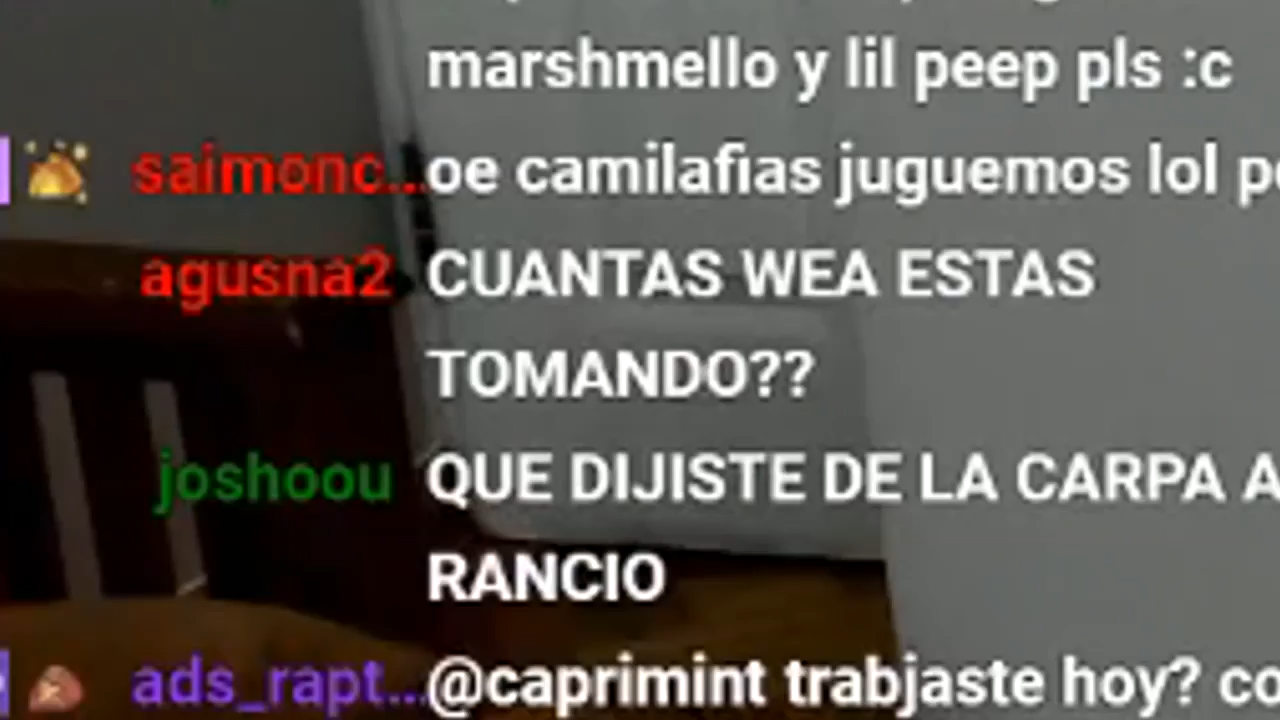 marshmello y lil peep pls :c
saimonc... oe camilafias juguemos lol
agusna2 CUANTAS WEA ESTAS
TOMANDO??
joshoou QUE DIJISTE DE LA CARPA
RANCIO
ads_rapt... @caprimint trabjaste hoy?